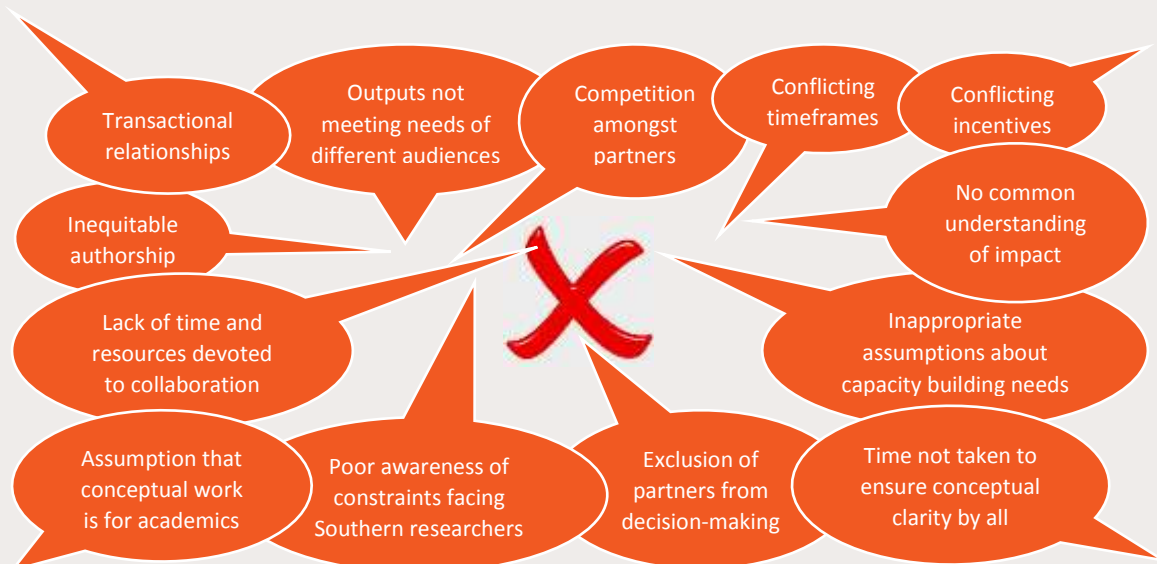 Transactional
relationships
Outputs not
meeting needs of
different audiences
Competition
amongst
partners
Conflicting
timeframes
Conflicting
incentives
Inequitable
authorship
No common
understanding
of impact
Lack of time and
resources devoted
to collaboration
Inappropriate
assumptions about
capacity building needs
Assumption that
conceptual work
is for academics
Poor awareness of
constraints facing
Southern researchers
Exclusion of
partners from
decision-making
Time not taken to
ensure conceptual
clarity by all